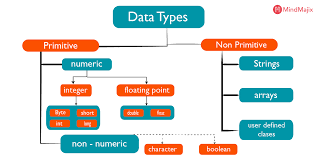 MindMajix
Data Types
Primitive
Non Primitive
numeric
Strings
integer
floating point
arrays
Byte
short
int
long
double
float
user defined
clases
non - numeric
character
boolean